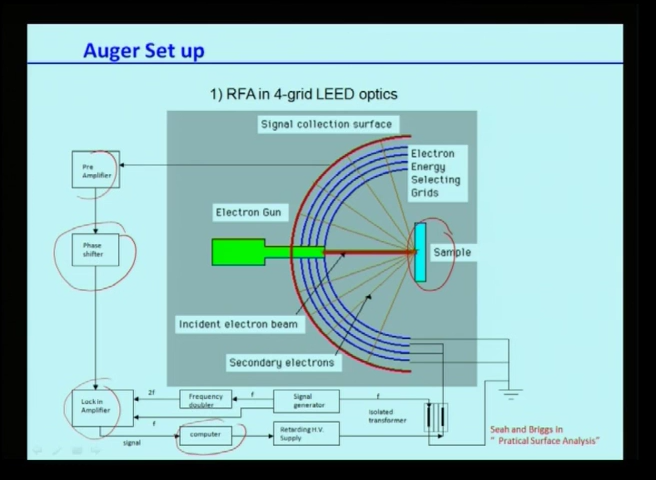 Auger Set up
1) RFA in 4-grid LEED optics
Signal collection surface
Electron
Energy
Selecting
Grids
Pre
Amplifier
Electron Gun
Phase
shifter
Sample
Incident electron beam
Secondary electrons
Lock in
Amplifier
2f
Frequency
doubler
f
Signal
generator
f
f
isolated
transformer
signal
computer
Retarding H.V.
Supply
Seah and Briggs in
" Pratical Surface Analysis"